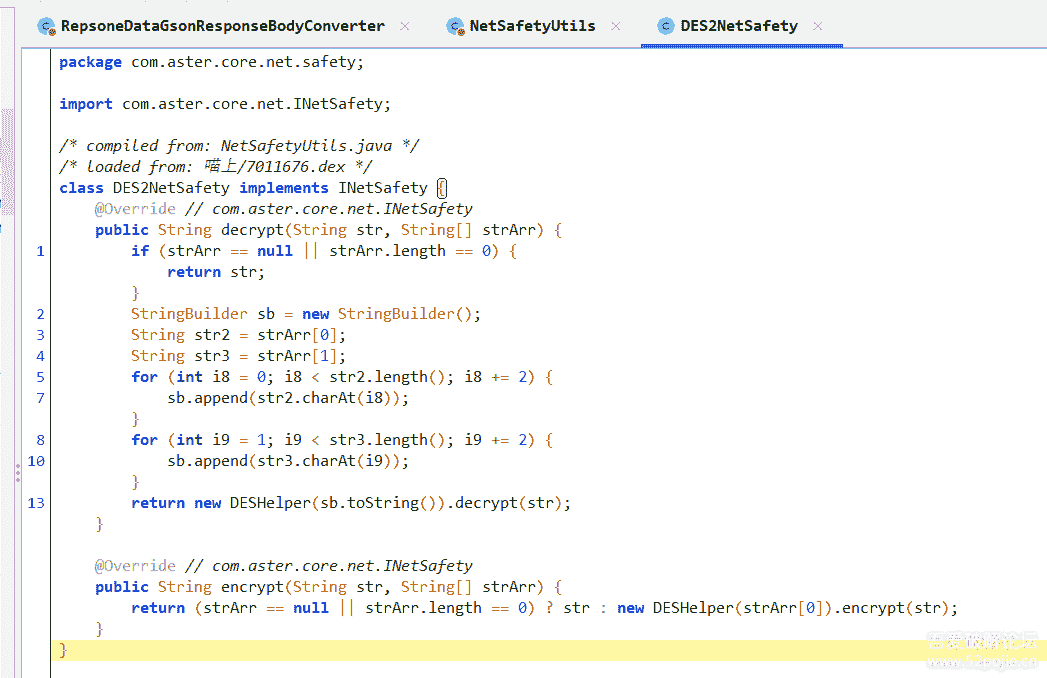 RepsoneDataGsonResponseBodyConverter
NetSafetyUtils
DES2NetSafety
package com.aster.core.net.safety;
import com.aster.core.net.INetSafety;
/* compiled from: NetSafetyUtils.java */
/* loaded from: 喵上/7011676.dex */
class DES2NetSafety implements INetSafety {
@Override // com.aster.core.net.INetSafety
public String decrypt(String str, String[] strArr) {
1 if (strArr == null || strArr.length == 0) {
return str;
}
2 StringBuilder sb = new StringBuilder();
3 String str2 = strArr[0];
4 String str3 = strArr[1];
5 for (int i8 = 0; i8 < str2.length(); i8 += 2) {
7 sb.append(str2.charAt(i8));
}
8 for (int i9 = 1; i9 < str3.length(); i9 += 2) {
10 sb.append(str3.charAt(i9));
}
13 return new DESHelper(sb.toString()).decrypt(str);
}
@Override // com.aster.core.net.INetSafety
public String encrypt(String str, String[] strArr) {
return (strArr == null || strArr.length == 0) ? str : new DESHelper(strArr[0]).encrypt(str);
}
}